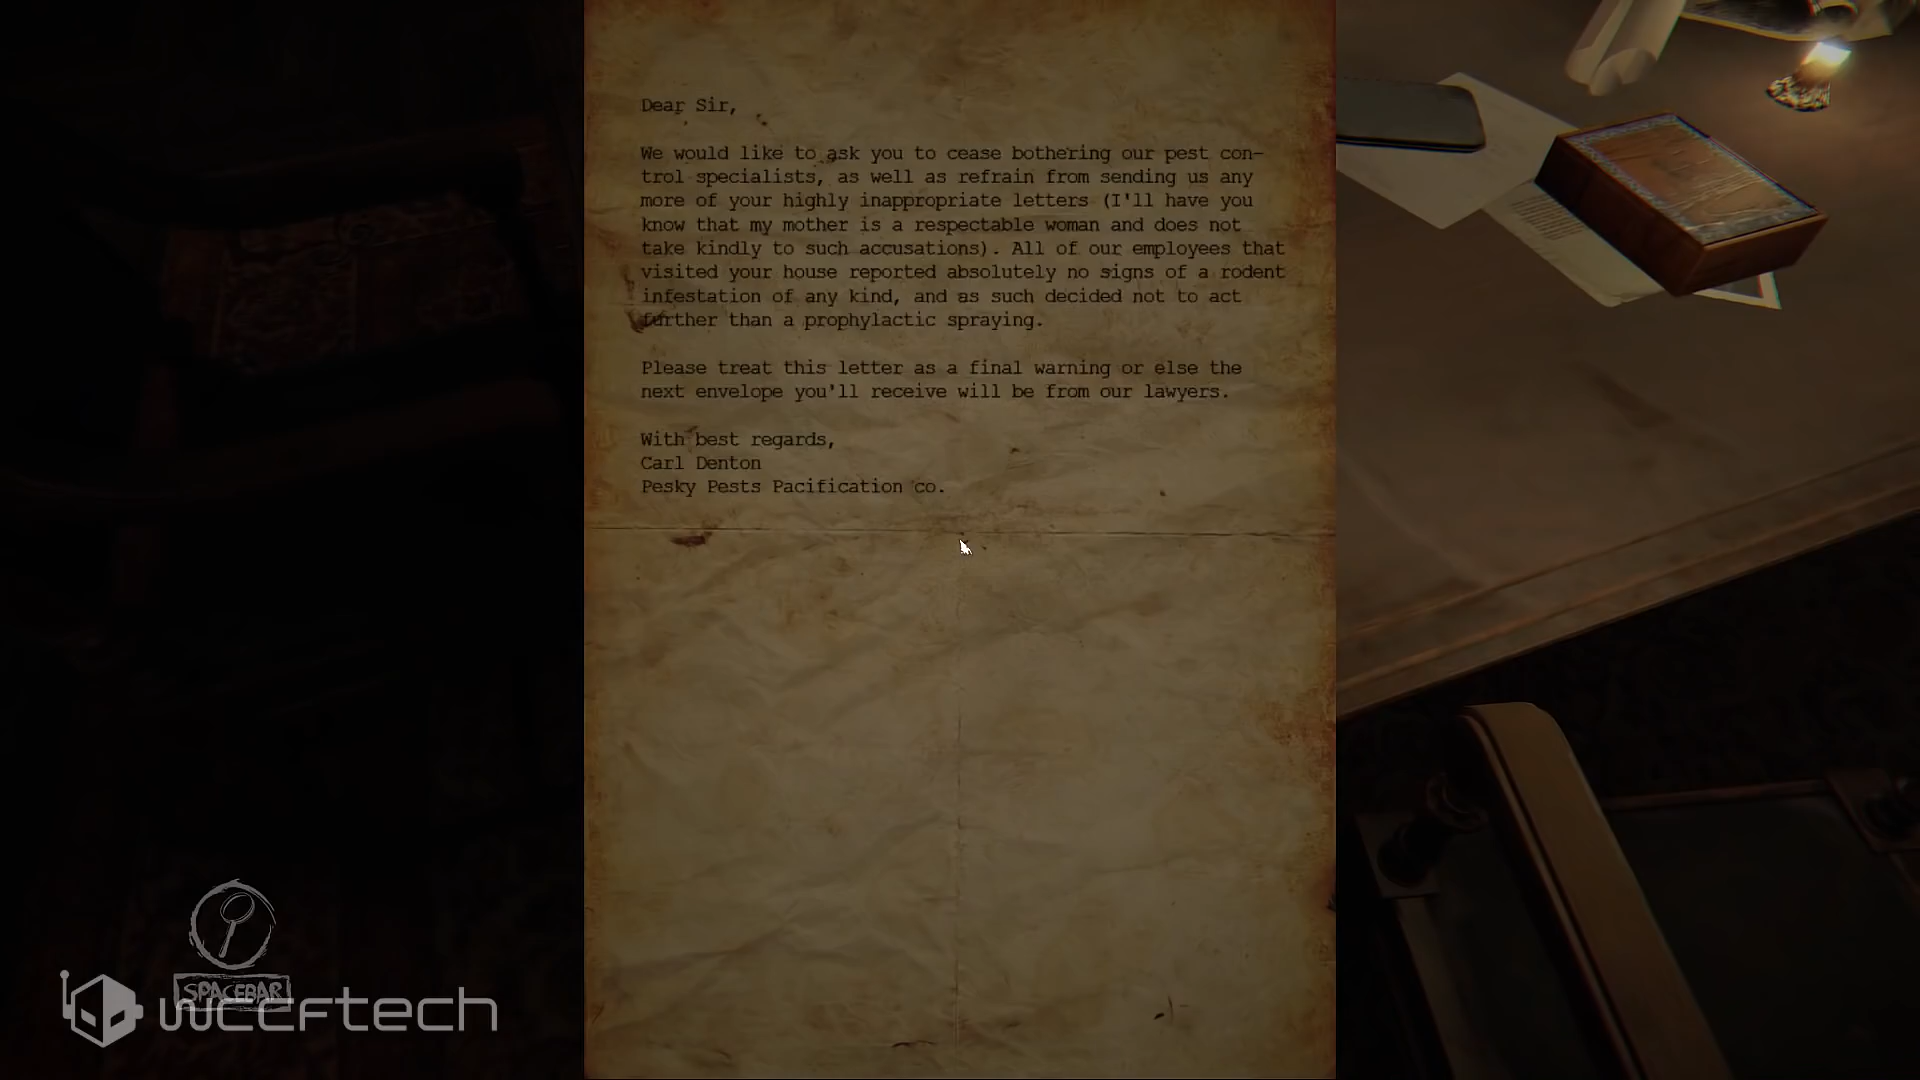 Dear Sir,
We would like to ask you to cease bothering our pest con-
trol specialists, as well as refrain from sending us any
more of your highly inappropriate letters (I'll have you
know that my mother is a respectable woman and does not
take kindly to such accusations). All of our employees that
visited your house reported absolutely no signs of a rodent
infestation of any kind, and as such decided not to act
further than a prophylactic spraying.
Please treat this letter as a final warning or else the
next envelope you'll receive will be from our lawyers.
With best regards,
Carl Denton
Pesky Pests Pacification co.
SPACEBAR
wccftech